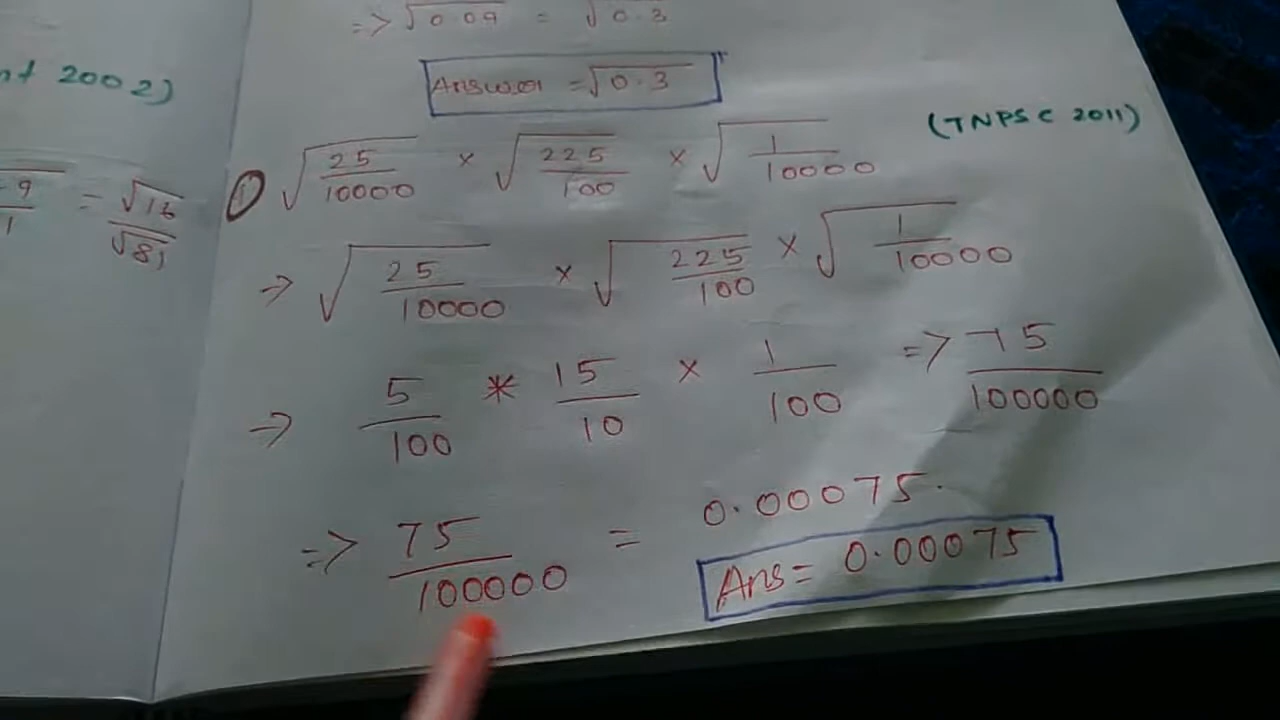 => √0.09 = √0.3
nt 2002)
Answer = √0.3
(TNPSC 2011)
9/1 = √16/√81
① √25/10000 × √225/100 × √1/10000
→ √25/10000 × √225/100 × √1/10000
→ 5/100 * 15/10 × 1/100 => 75/100000
=> 75/100000 = 0.00075.
Ans = 0.00075